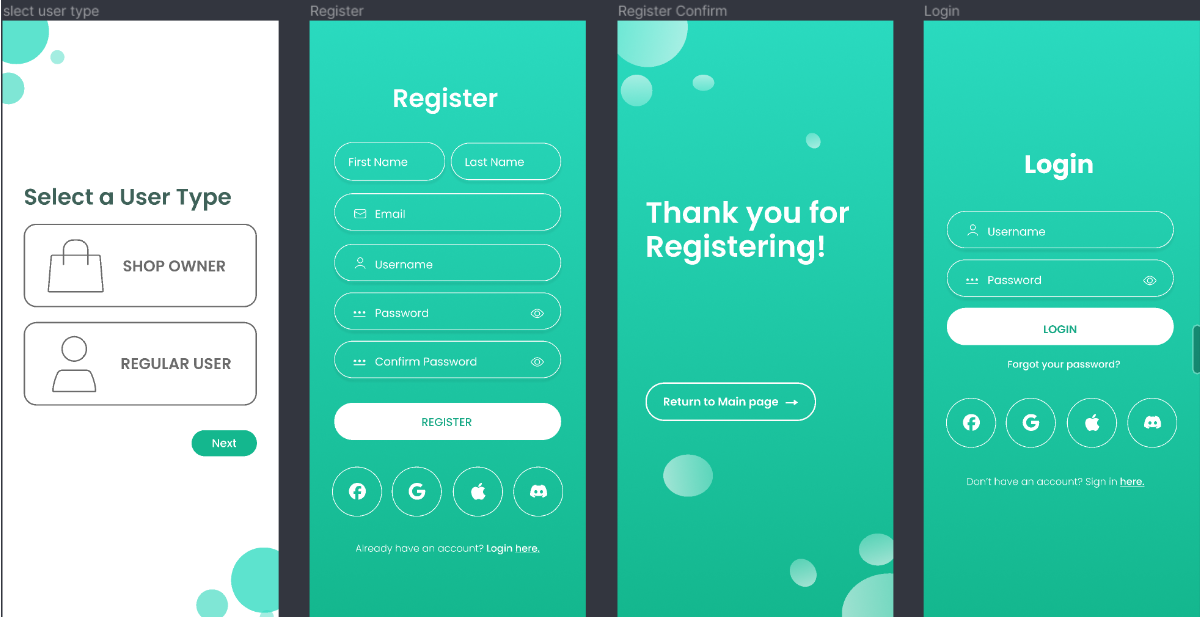 slect user type
Select a User Type
SHOP OWNER
REGULAR USER
Next
Register
Register
First Name
Last Name
Email
Username
Password
Confirm Password
REGISTER
Already have an account? Login here.
Register Confirm
Thank you for
Registering!
Return to Main page →
Login
Login
Username
Password
LOGIN
Forgot your password?
Don't have an account? Sign in here.